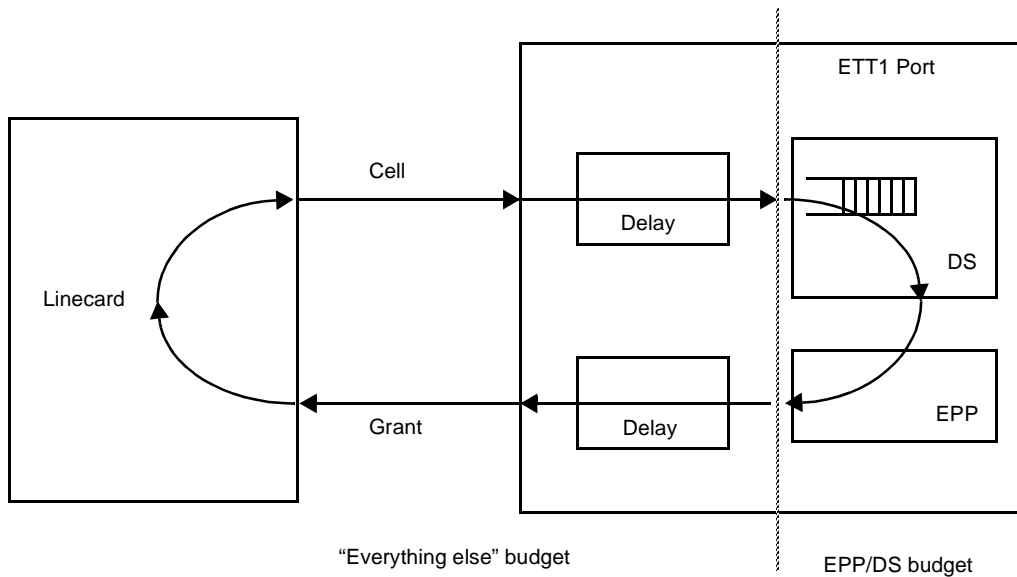 ETT1 Port
Cell
Delay
DS
Linecard
Grant
Delay
EPP
“Everything else” budget
EPP/DS budget